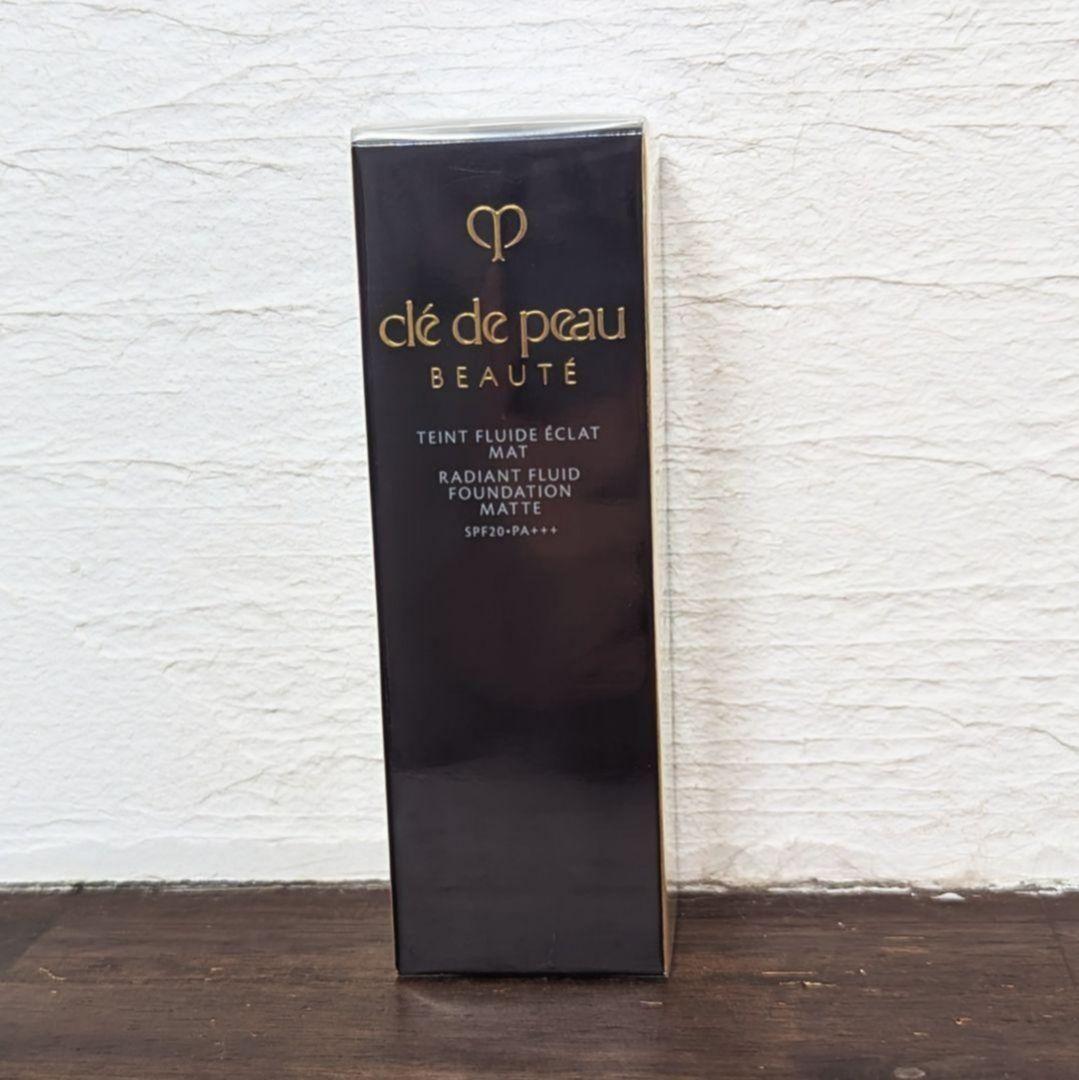 clé de peau
BEAUTÉ
TEINT FLUIDE ÉCLAT
MAT
RADIANT FLUID
FOUNDATION
MATTE
SPF20•PA+++